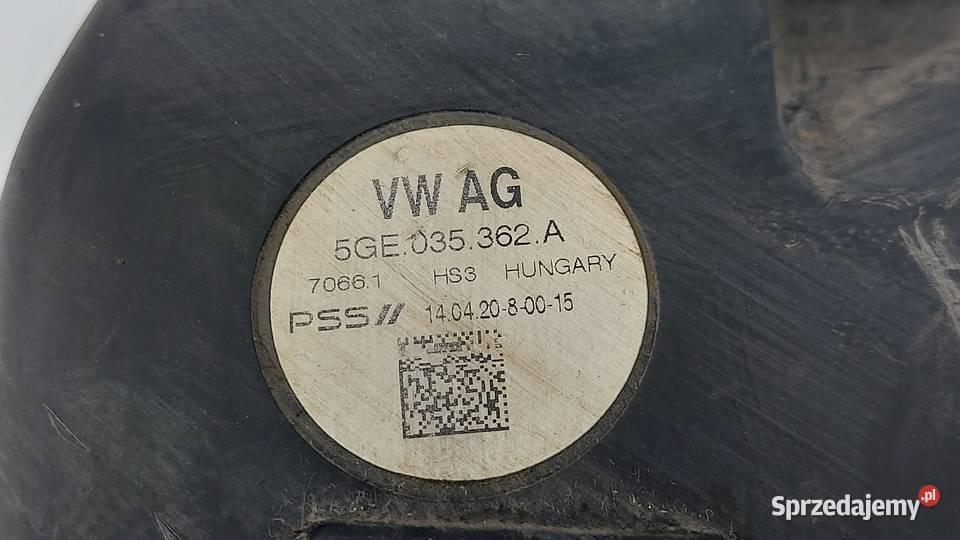 VW AG
5GE.035.362.A
7066.1 HS3 HUNGARY
PSS 14.04.20-8-00-15
Sprzedajemy.pl